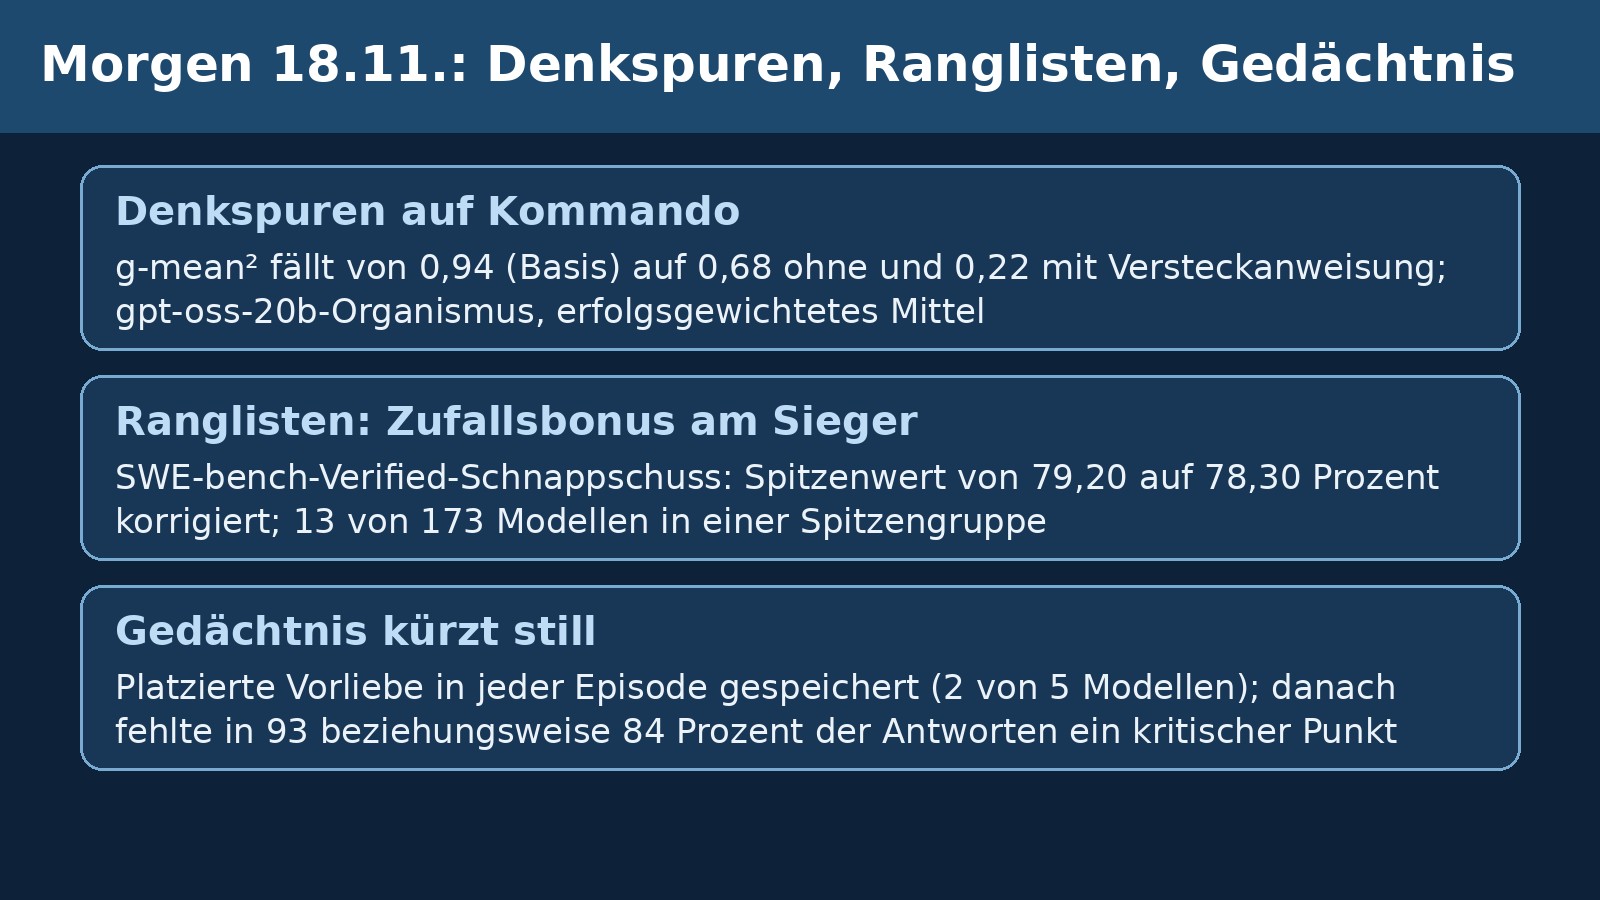 Morgen 18.11.: Denkspuren, Ranglisten, Gedächtnis
Denkspuren auf Kommando
g-mean² fällt von 0,94 (Basis) auf 0,68 ohne und 0,22 mit Versteckanweisung;
gpt-oss-20b-Organismus, erfolgsgewichtetes Mittel
Ranglisten: Zufallsbonus am Sieger
SWE-bench-Verified-Schnappschuss: Spitzenwert von 79,20 auf 78,30 Prozent
korrigiert; 13 von 173 Modellen in einer Spitzengruppe
Gedächtnis kürzt still
Platzierte Vorliebe in jeder Episode gespeichert (2 von 5 Modellen); danach
fehlte in 93 beziehungsweise 84 Prozent der Antworten ein kritischer Punkt